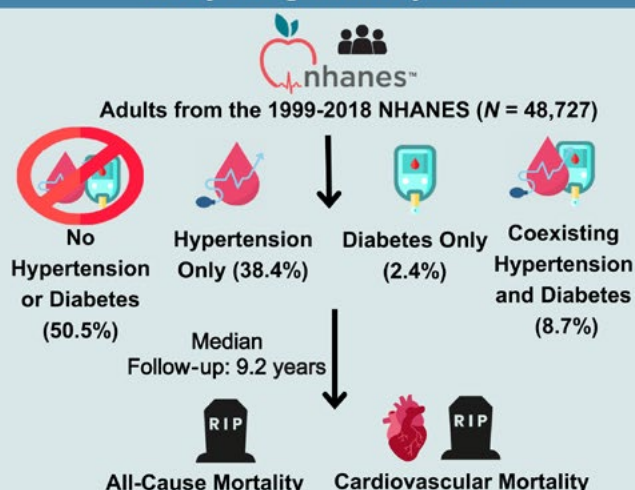 nhanes™
Adults from the 1999-2018 NHANES (N = 48,727)
No
Hypertension
or Diabetes
(50.5%)
Hypertension
Only (38.4%)
Diabetes Only
(2.4%)
Coexisting
Hypertension
and Diabetes
(8.7%)
Median
Follow-up: 9.2 years
RIP
All-Cause Mortality
RIP
Cardiovascular Mortality